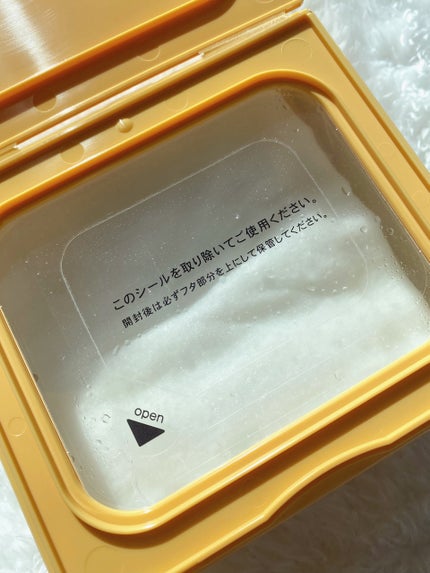 このシールを取り除いてご使用ください。
開封後は必ずフタ部分を上にして保管してください。
open